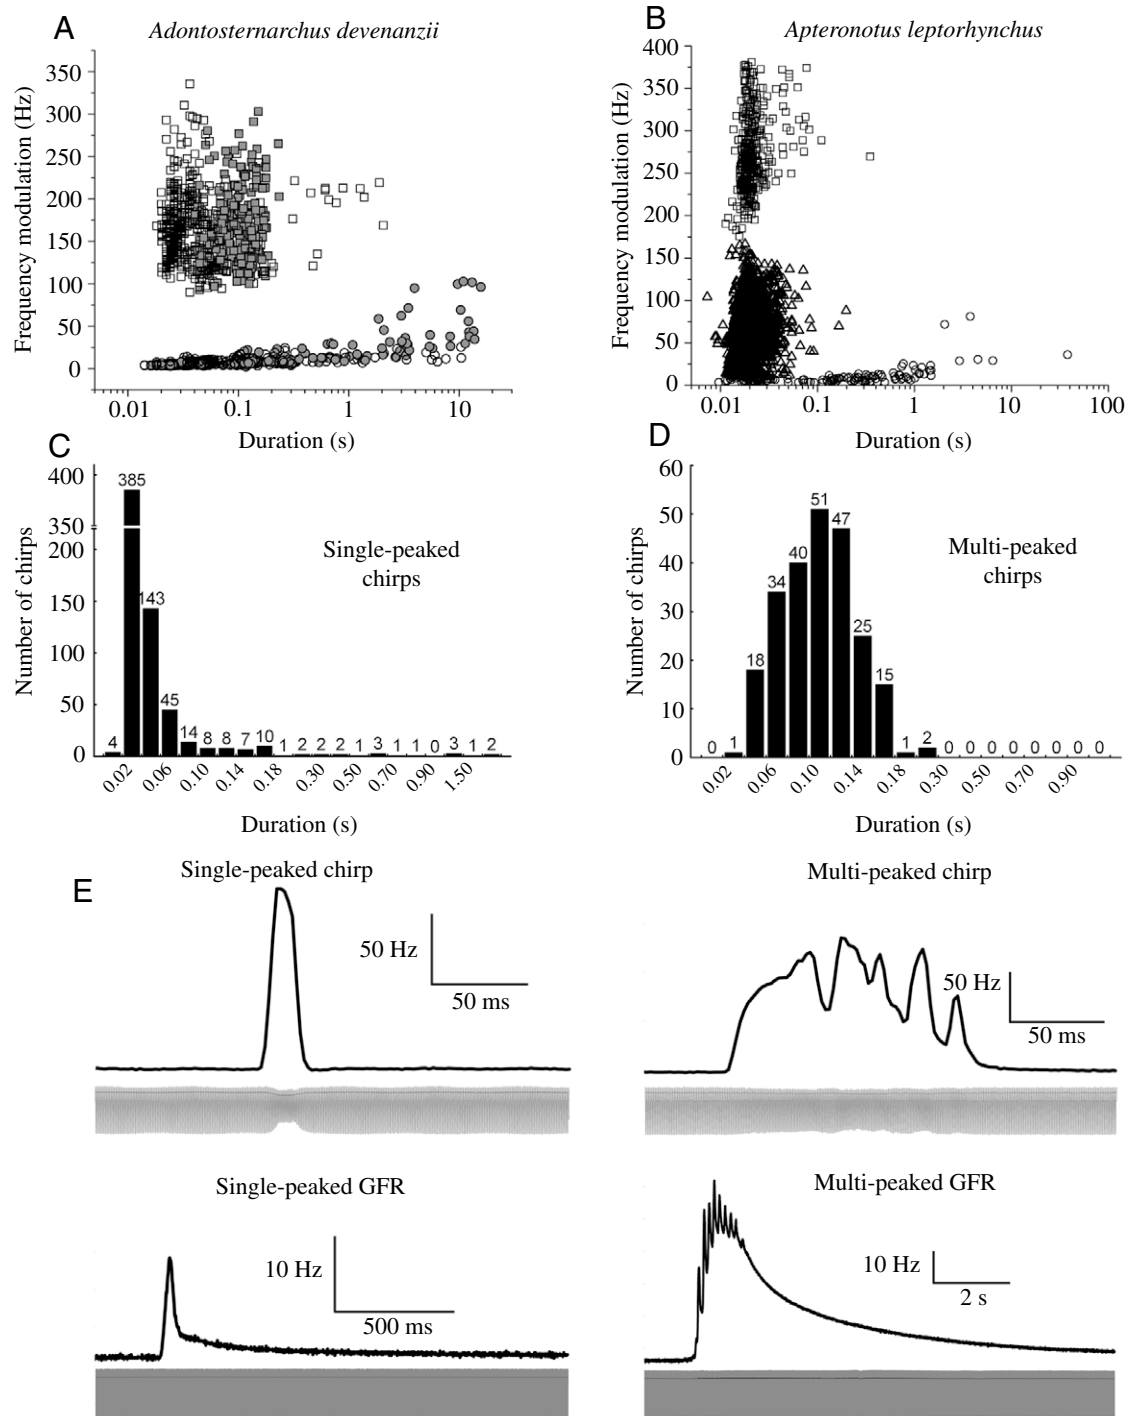 A
Adontosternarchus devenanzii
Frequency modulation (Hz)
350
300
250
200
150
100
50
0
0.01
0.1
1
10
Duration (s)
B
Apteronotus leptorhynchus
Frequency modulation (Hz)
400
350
300
250
200
150
100
50
0
0.01
0.1
1
10
100
Duration (s)
C
Number of chirps
400
350
200
150
100
50
0
Single-peaked
chirps
4 385 143 45 14 8 8 7 10 1 2 2 2 1 3 1 1 0 3 1 2
0.02 0.06 0.10 0.14 0.18 0.30 0.50 0.70 0.90 1.50
Duration (s)
D
Number of chirps
60
50
40
30
20
10
0
Multi-peaked
chirps
0 1 18 34 40 51 47 25 15 1 2 0 0 0 0 0 0 0 0
0.02 0.06 0.10 0.14 0.18 0.30 0.50 0.70 0.90
Duration (s)
E
Single-peaked chirp
50 Hz
50 ms
Multi-peaked chirp
50 Hz
50 ms
Single-peaked GFR
10 Hz
500 ms
Multi-peaked GFR
10 Hz
2 s